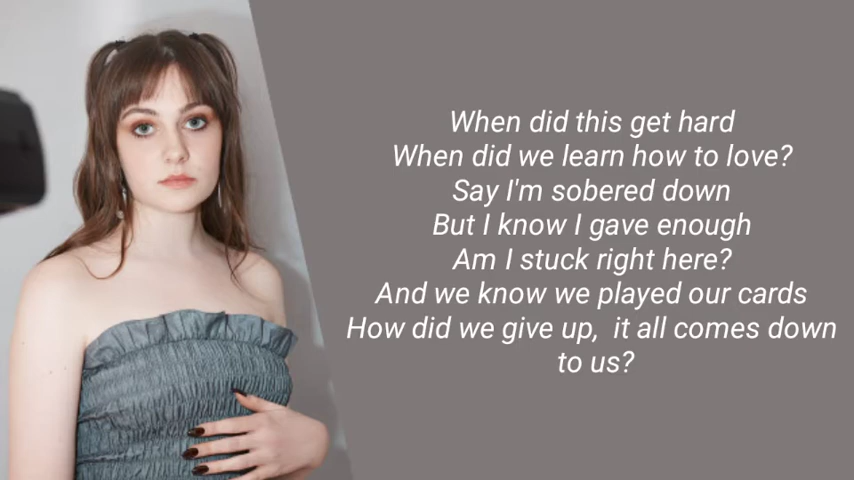 When did this get hard
When did we learn how to love?
Say I'm sobered down
But I know I gave enough
Am I stuck right here?
And we know we played our cards
How did we give up,  it all comes down
to us?